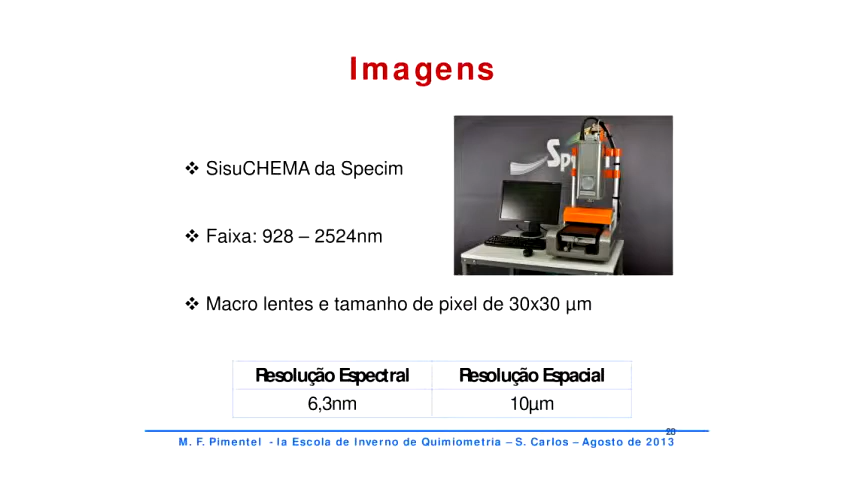 Imagens
❖ SisuCHEMA da Specim
❖ Faixa: 928 – 2524nm
❖ Macro lentes e tamanho de pixel de 30x30 µm
Resolução Espectral Resolução Espacial
6,3nm 10µm
M. F. Pimentel - Ia Escola de Inverno de Quimiometria – S. Carlos – Agosto de 2013